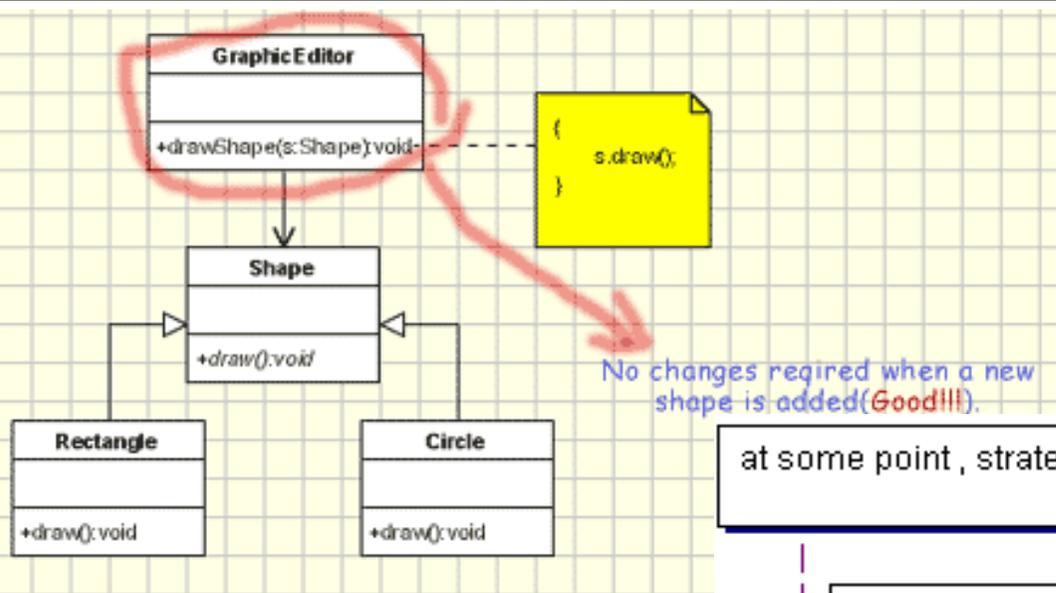 GraphicEditor
+drawShape(s:Shape):void
{
s.draw();
}
Shape
+draw():void
No changes reqired when a new
shape is added(Good!!!).
Rectangle
+draw():void
Circle
+draw():void
at some point , strate